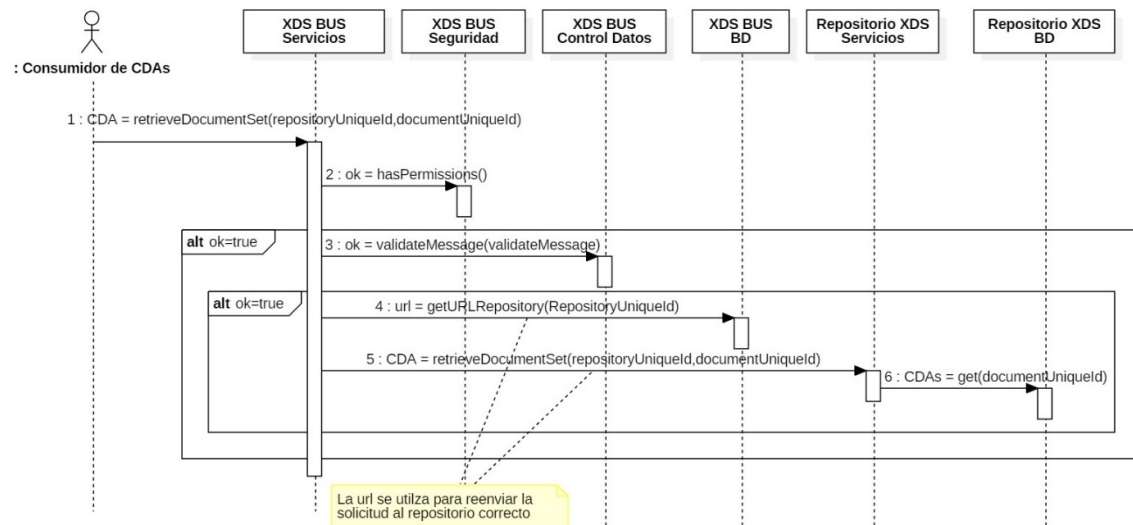 XDS BUS
Servicios
XDS BUS
Seguridad
XDS BUS
Control Datos
XDS BUS
BD
Repositorio XDS
Servicios
Repositorio XDS
BD
: Consumidor de CDAs
1 : CDA = retrieveDocumentSet(repositoryUniqueId,documentUniqueId)
2 : ok = hasPermissions()
alt ok=true
3 : ok = validateMessage(validateMessage)
alt ok=true
4 : url = getURLRepository(RepositoryUniqueId)
5 : CDA = retrieveDocumentSet(repositoryUniqueId,documentUniqueId)
6 : CDAs = get(documentUniqueId)
La url se utilza para reenviar la
solicitud al repositorio correcto